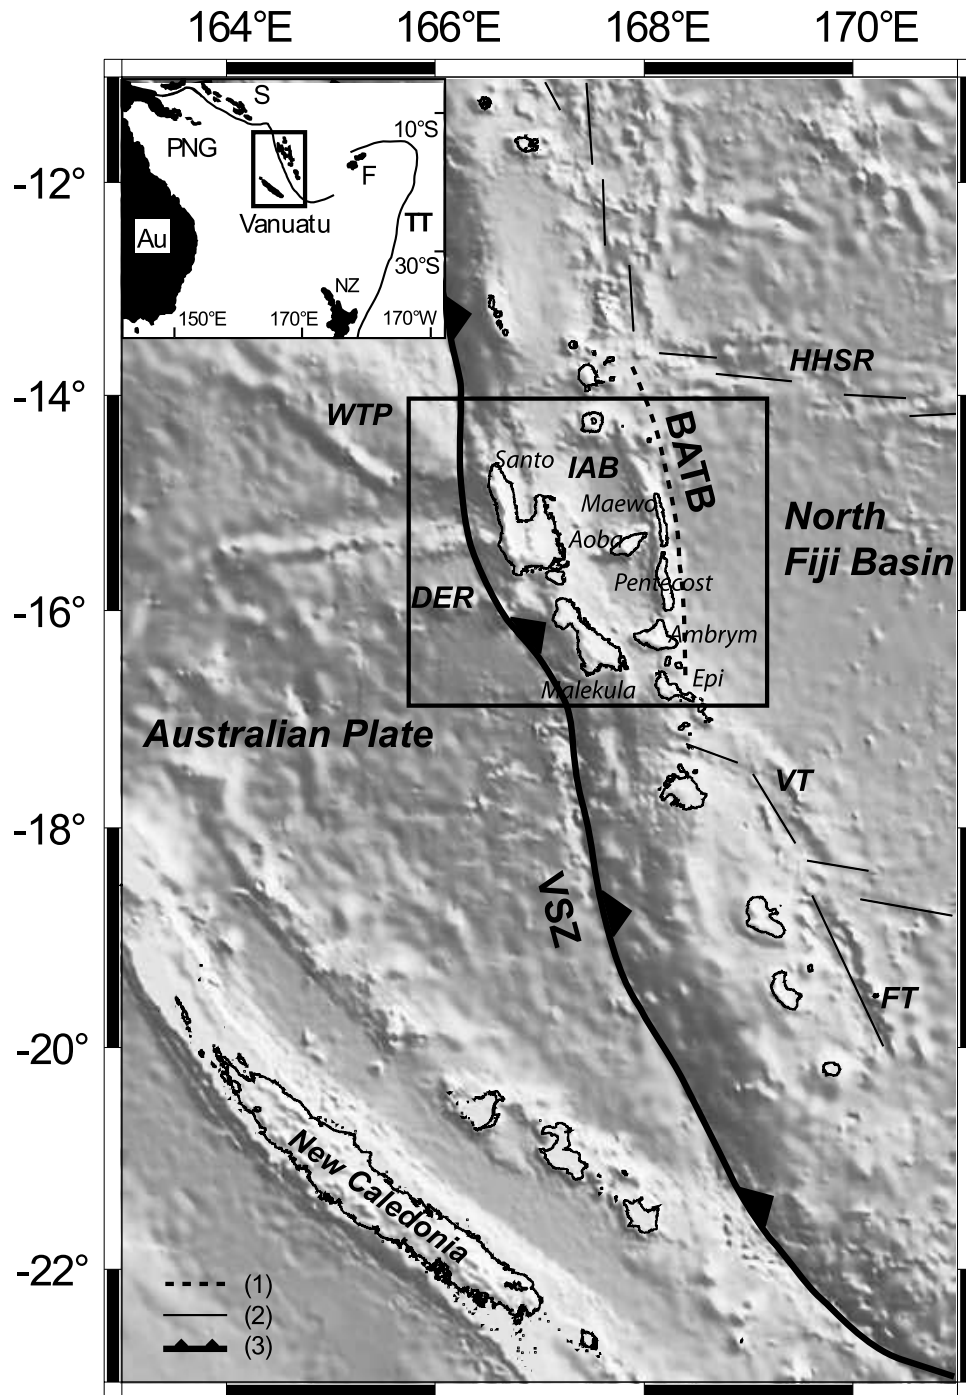 164°E 166°E 168°E 170°E
S
PNG
10°S
F
Vanuatu
TT
Au
30°S
NZ
150°E 170°E 170°W
-12°
HHSR
-14°
WTP
BATB
Santo
IAB
Maewo
North
Fiji Basin
Aoba
Pentecost
DER
-16°
Ambrym
Epi
Malekula
Australian Plate
VT
-18°
VSZ
FT
-20°
New Caledonia
-22°
(1)
(2)
(3)